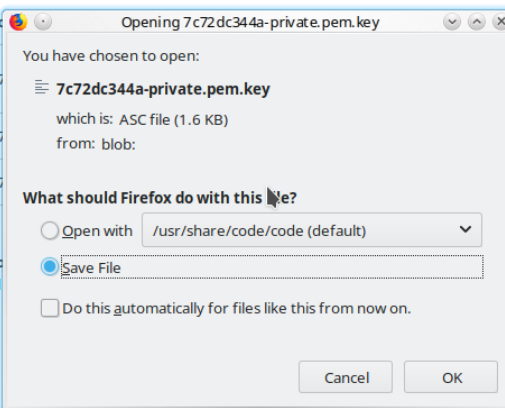 Opening 7c72dc344a-private.pem.key
You have chosen to open:
7c72dc344a-private.pem.key
which is: ASC file (1.6 KB)
from: blob:
What should Firefox do with this file?
Open with /usr/share/code/code (default)
Save File
Do this automatically for files like this from now on.
Cancel OK